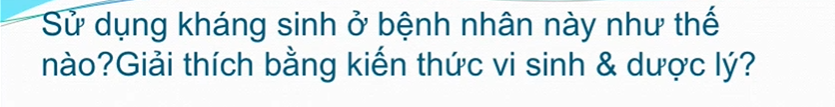 Sử dụng kháng sinh ở bệnh nhân này như thế
nào?Giải thích bằng kiến thức vi sinh & dược lý?